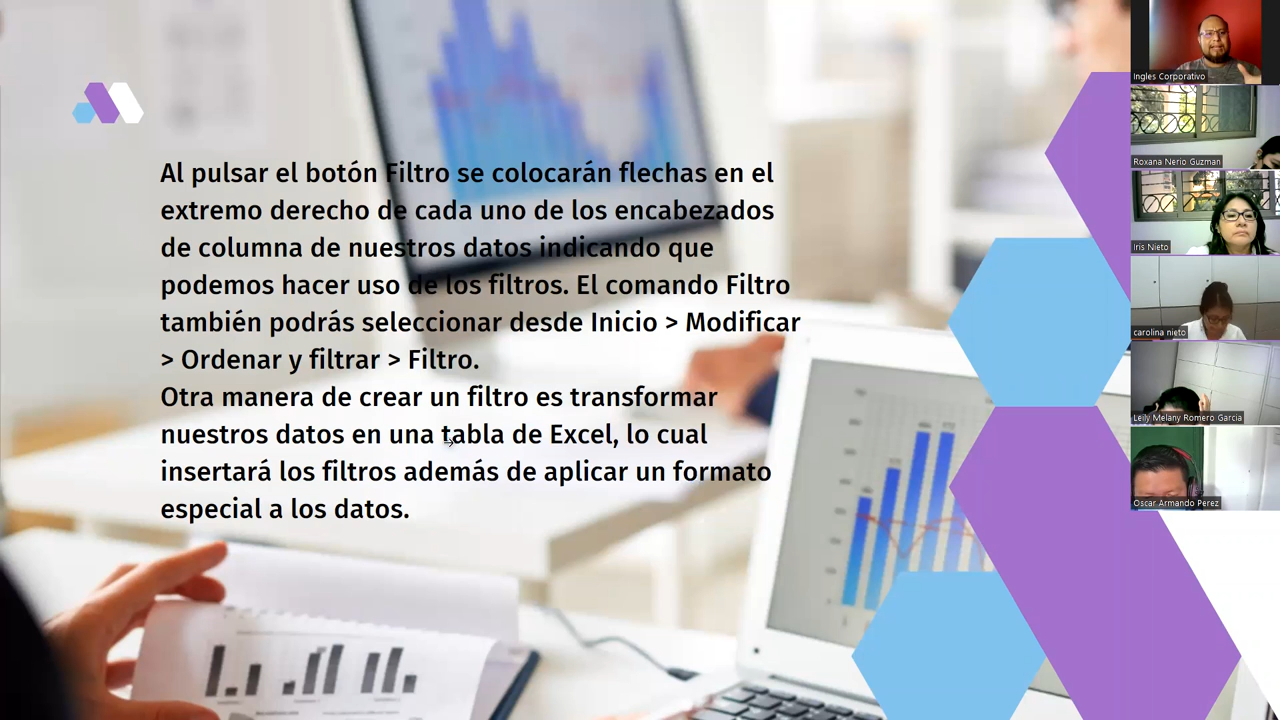 Al pulsar el botón Filtro se colocarán flechas en el
extremo derecho de cada uno de los encabezados
de columna de nuestros datos indicando que
podemos hacer uso de los filtros. El comando Filtro
también podrás seleccionar desde Inicio > Modificar
> Ordenar y filtrar > Filtro.
Otra manera de crear un filtro es transformar
nuestros datos en una tabla de Excel, lo cual
insertará los filtros además de aplicar un formato
especial a los datos.
Ingles Corporativo
Roxana Nerio Guzman
Iris Nieto
carolina nieto
Leily Melany Romero Garcia
Oscar Armando Perez